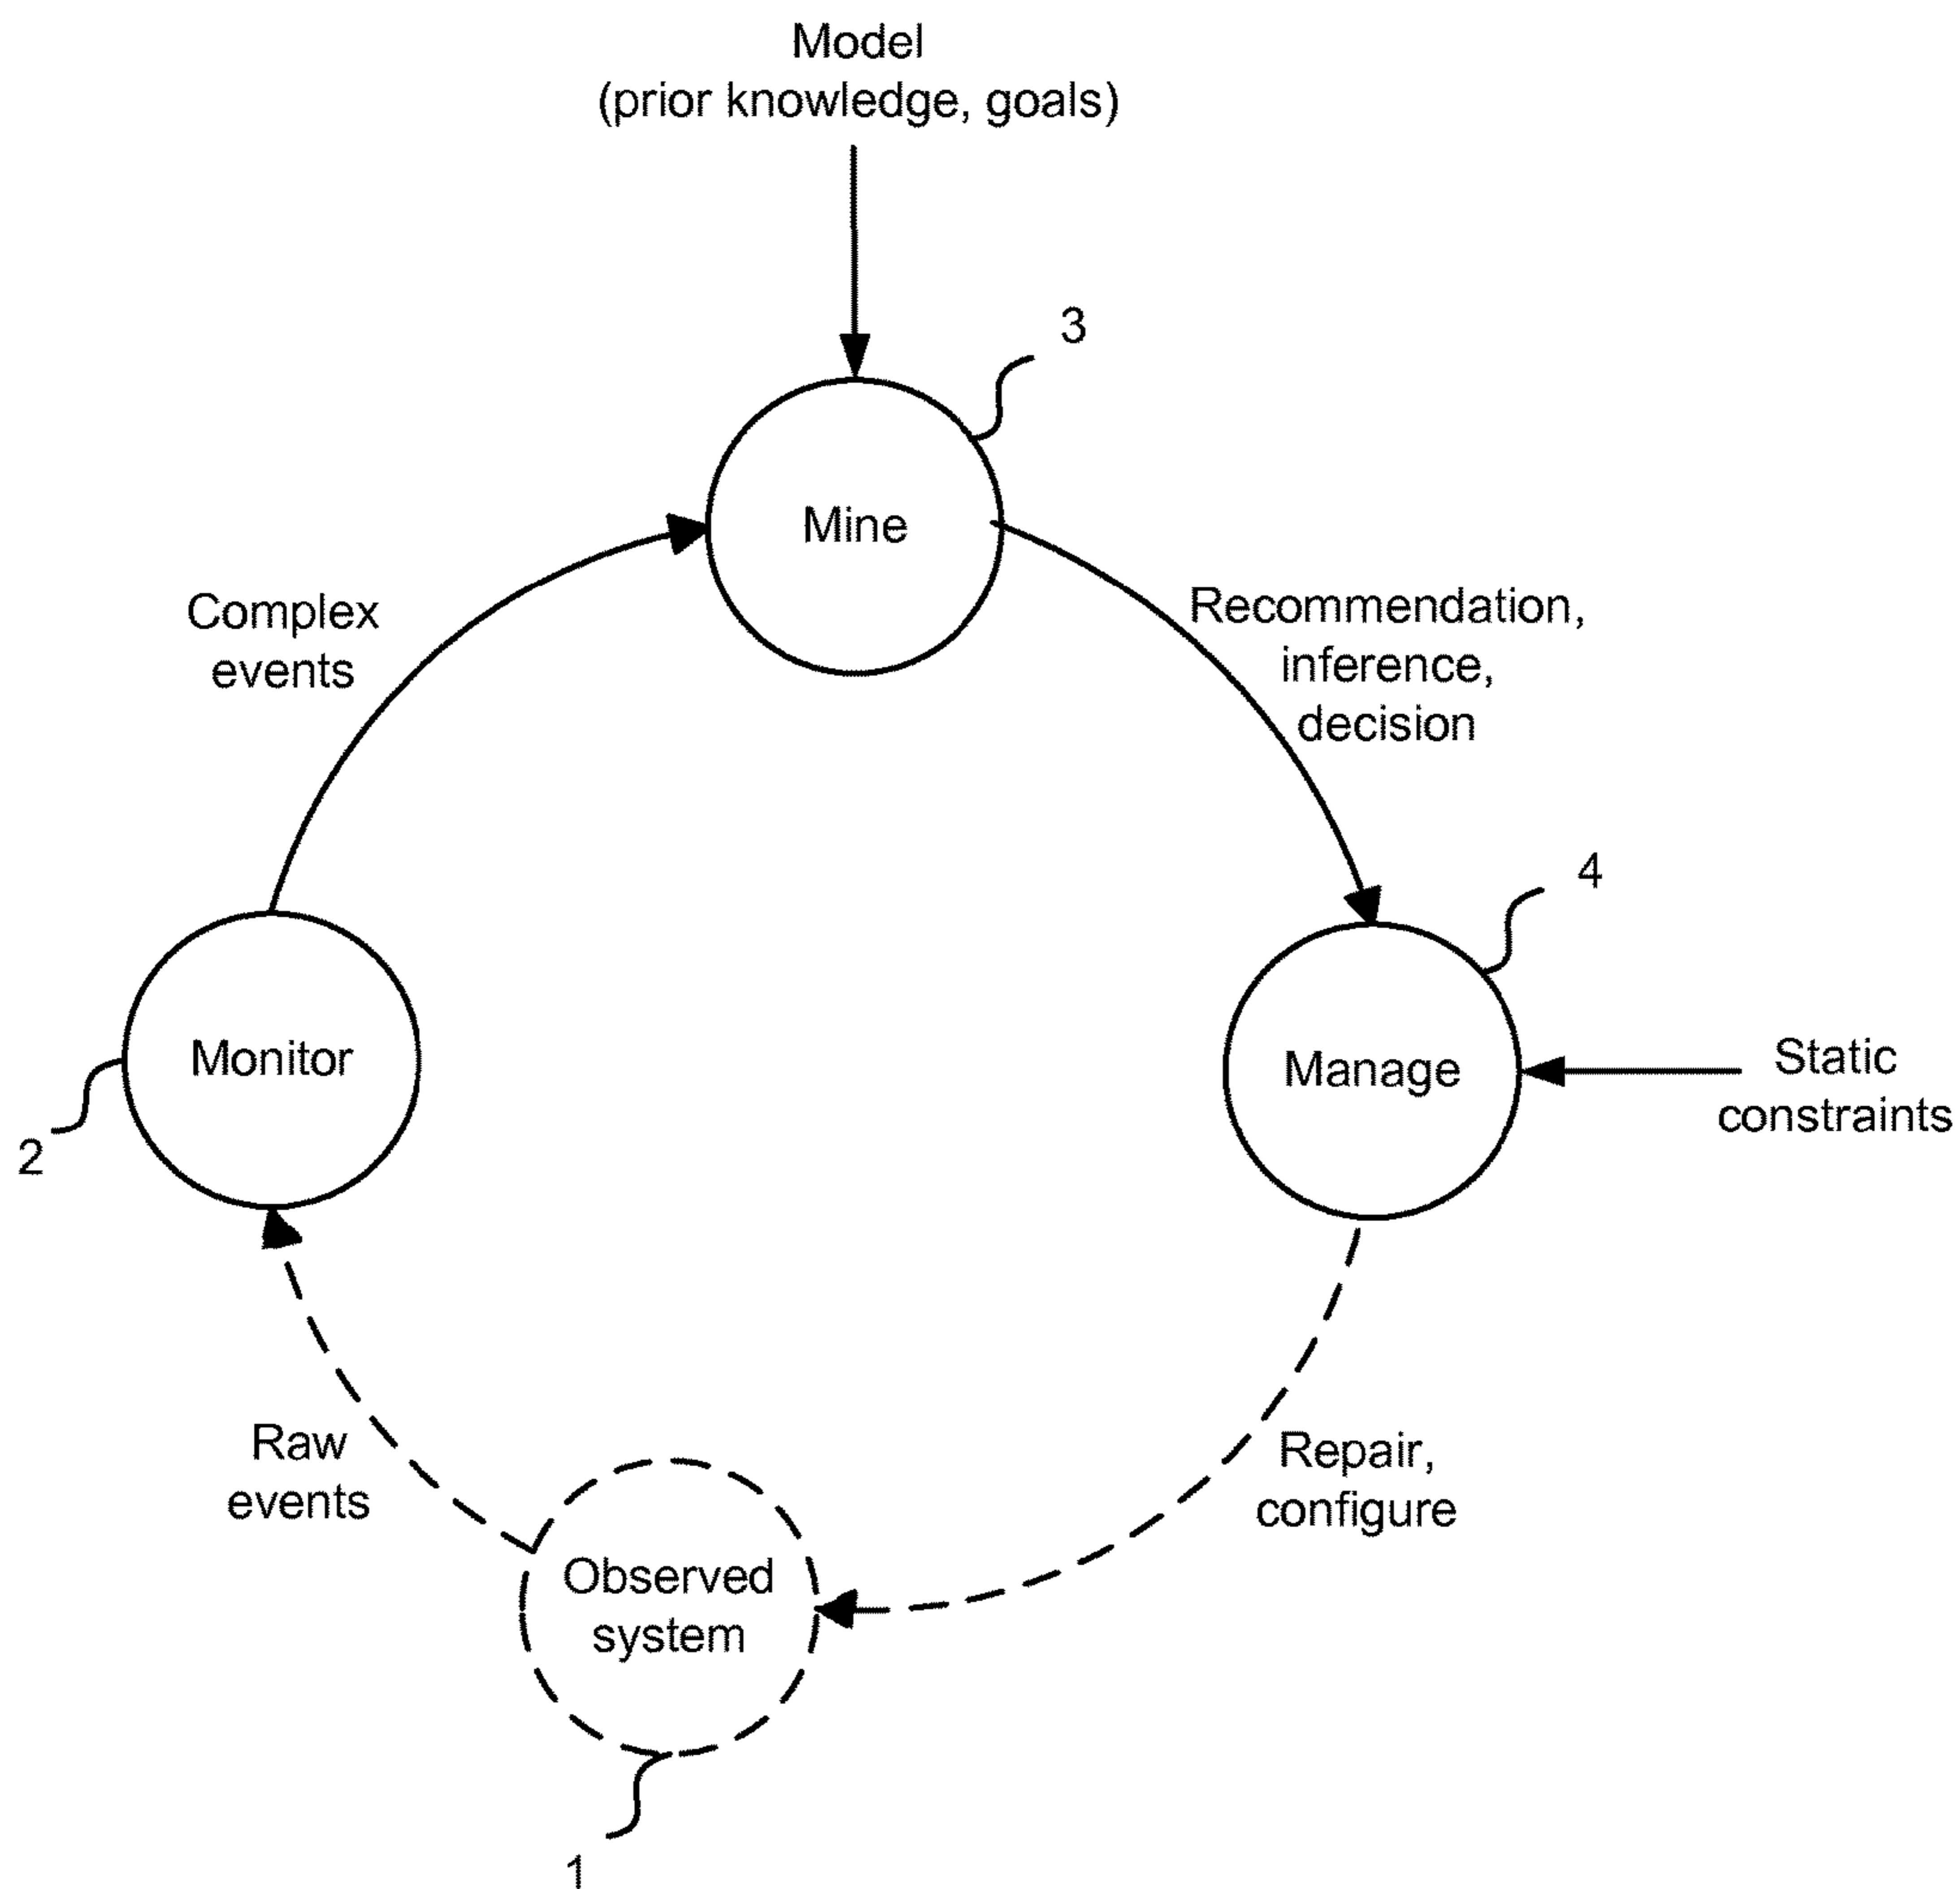 Model
(prior knowledge, goals)
3
Mine
Complex
events
Recommendation,
inference,
decision
4
Monitor
2
Manage
Static
constraints
Raw
events
Repair,
configure
Observed
system
1